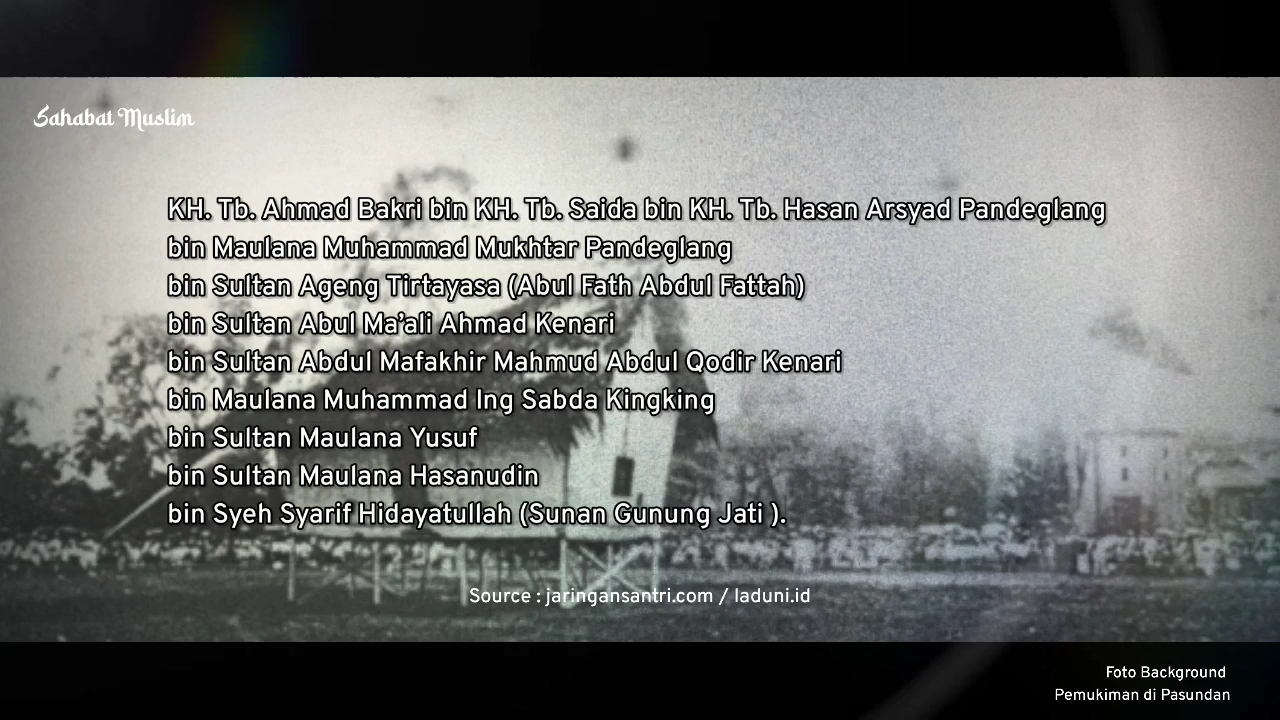 Sahabat Muslim
KH. Tb. Ahmad Bakri bin KH. Tb. Saida bin KH. Tb. Hasan Arsyad Pandeglang
bin Maulana Muhammad Mukhtar Pandeglang
bin Sultan Ageng Tirtayasa (Abul Fath Abdul Fattah)
bin Sultan Abul Ma’ali Ahmad Kenari
bin Sultan Abdul Mafakhir Mahmud Abdul Qodir Kenari
bin Maulana Muhammad Ing Sabda Kingking
bin Sultan Maulana Yusuf
bin Sultan Maulana Hasanudin
bin Syeh Syarif Hidayatullah (Sunan Gunung Jati ).
Source : jaringansantri.com / laduni.id
Foto Background
Pemukiman di Pasundan